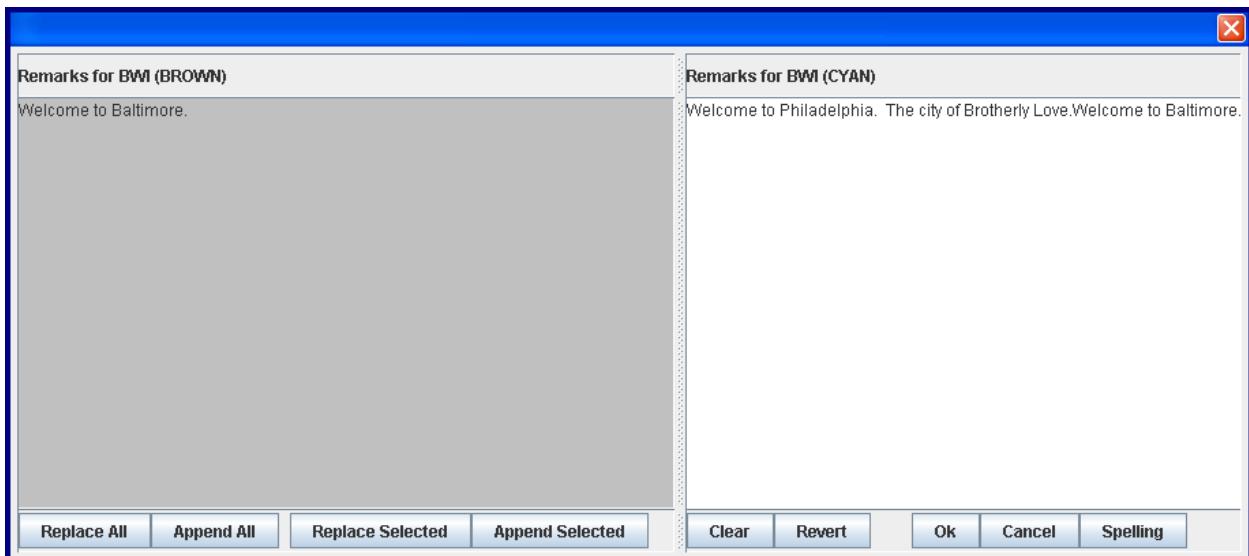 Remarks for BWI (BROWN)
Welcome to Baltimore.
Replace All Append All Replace Selected Append Selected
Remarks for BWI (CYAN)
Welcome to Philadelphia.  The city of Brotherly Love.Welcome to Baltimore.
Clear Revert Ok Cancel Spelling